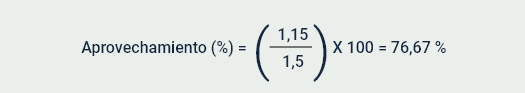 Aprovechamiento (%) = ( 1,15 / 1,5 ) X 100 = 76,67 %